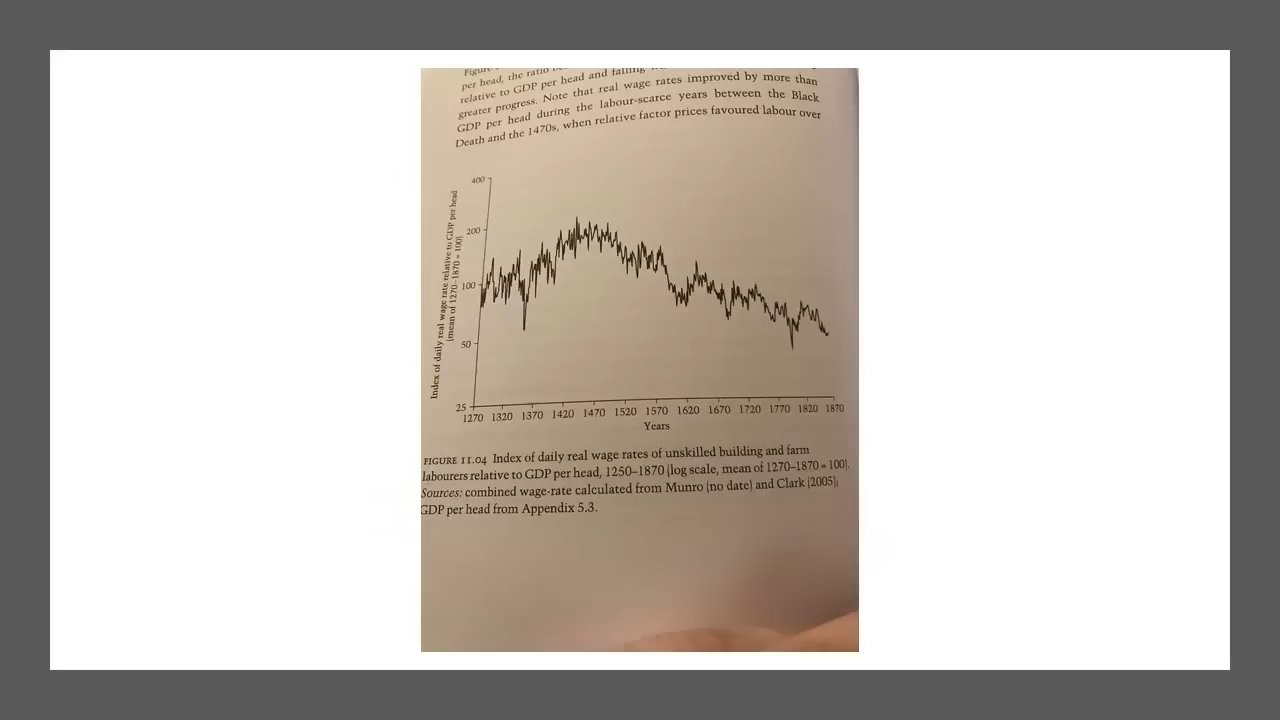 Figure
per head, the ratio
relative to GDP per head and falling
greater progress. Note that real wage rates improved by more than
GDP per head during the labour-scarce years between the Black
Death and the 1470s, when relative factor prices favoured labour over
Index of daily real wage rate relative to GDP per head
(mean of 1270–1870 = 100)
400
200
100
50
25
1270 1320 1370 1420 1470 1520 1570 1620 1670 1720 1770 1820 1870
Years
FIGURE 11.04 Index of daily real wage rates of unskilled building and farm
labourers relative to GDP per head, 1250–1870 (log scale, mean of 1270–1870 = 100).
Sources: combined wage-rate calculated from Munro (no date) and Clark (2005);
GDP per head from Appendix 5.3.